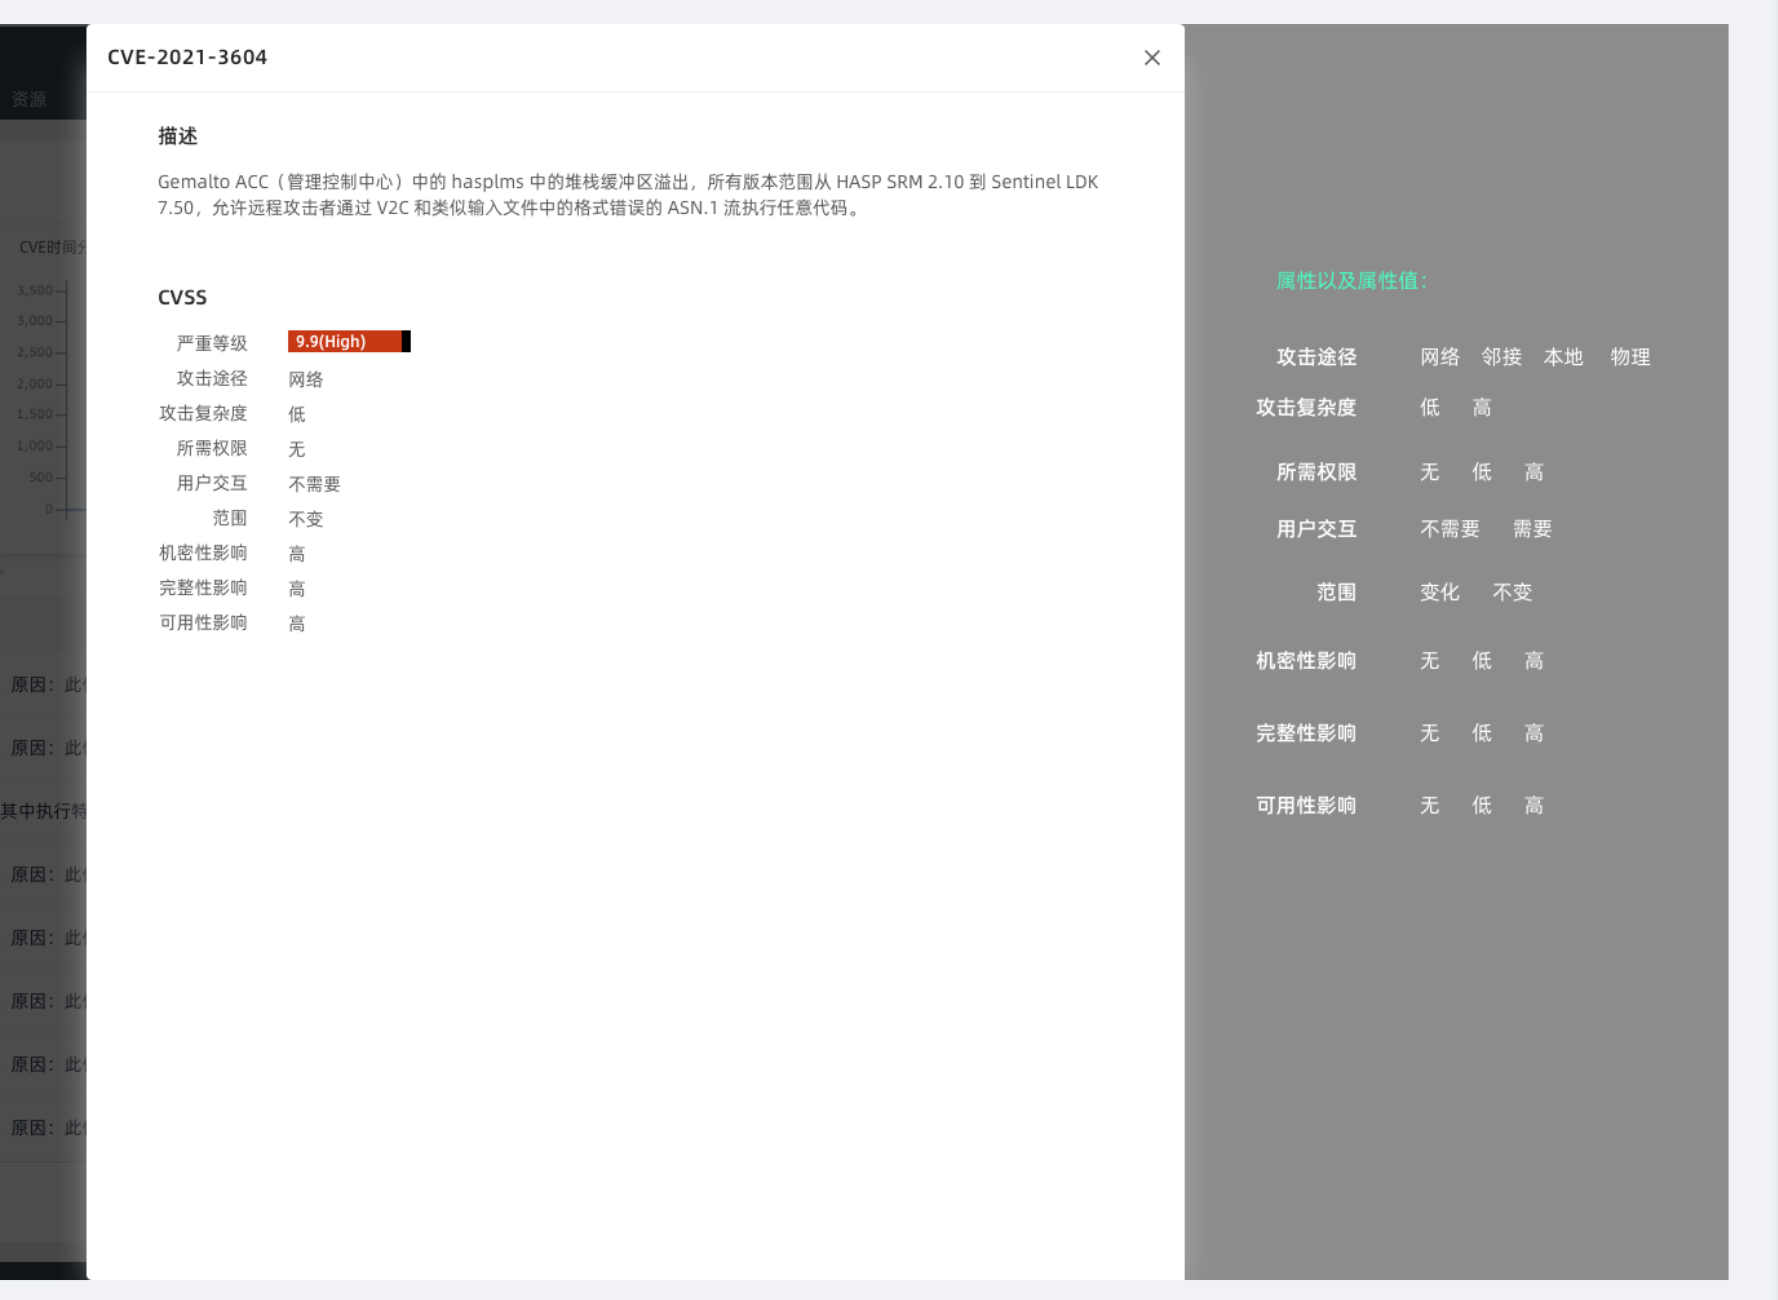 CVE-2021-3604
资源
描述
Gemalto ACC（管理控制中心）中的 hasplms 中的堆栈缓冲区溢出，所有版本范围从 HASP SRM 2.10 到 Sentinel LDK
7.50，允许远程攻击者通过 V2C 和类似输入文件中的格式错误的 ASN.1 流执行任意代码。
CVE时间分
3,500
3,000
2,500
2,000
1,500
1,000
500
0
CVSS
严重等级 9.9(High)
攻击途径 网络
攻击复杂度 低
所需权限 无
用户交互 不需要
范围 不变
机密性影响 高
完整性影响 高
可用性影响 高
原因：此
原因：此
其中执行特
原因：此
原因：此
原因：此
原因：此
原因：此
属性以及属性值：
攻击途径 网络 邻接 本地 物理
攻击复杂度 低 高
所需权限 无 低 高
用户交互 不需要 需要
范围 变化 不变
机密性影响 无 低 高
完整性影响 无 低 高
可用性影响 无 低 高